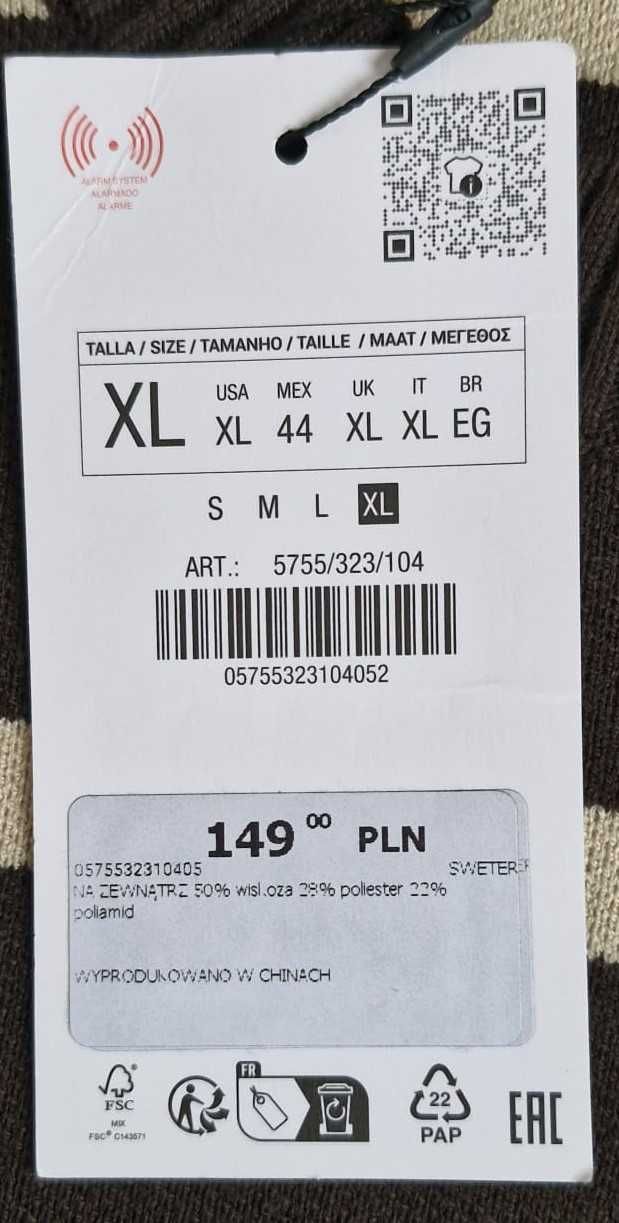 ALARM SYSTEM
ALARMADO
ALARME
TALLA / SIZE / TAMANHO / TAILLE / MAAT / ΜΕΓΕΘΟΣ
XL USA XL MEX 44 UK XL IT XL BR EG
S M L XL
ART.: 5755/323/104
05755323104052
149 00 PLN
0575532310405 SWETER
NA ZEWNĄTRZ 50% wiskoza 28% poliester 22%
poliamid
WYPRODUKOWANO W CHINACH
FSC
MIX
FSC® C143571
FR
22
PAP
EAC